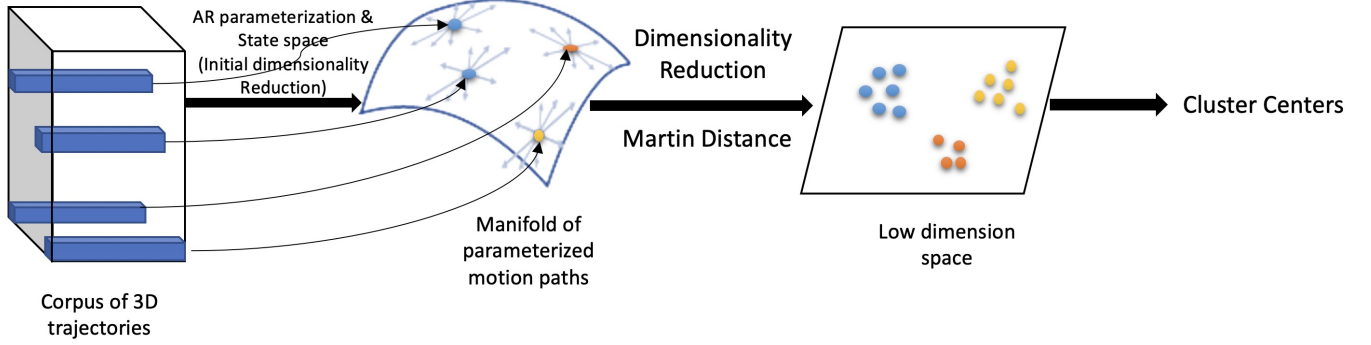 AR parameterization &
State space
(Initial dimensionality
Reduction)
Dimensionality
Reduction
Martin Distance
Cluster Centers
Manifold of
parameterized
motion paths
Low dimension
space
Corpus of 3D
trajectories